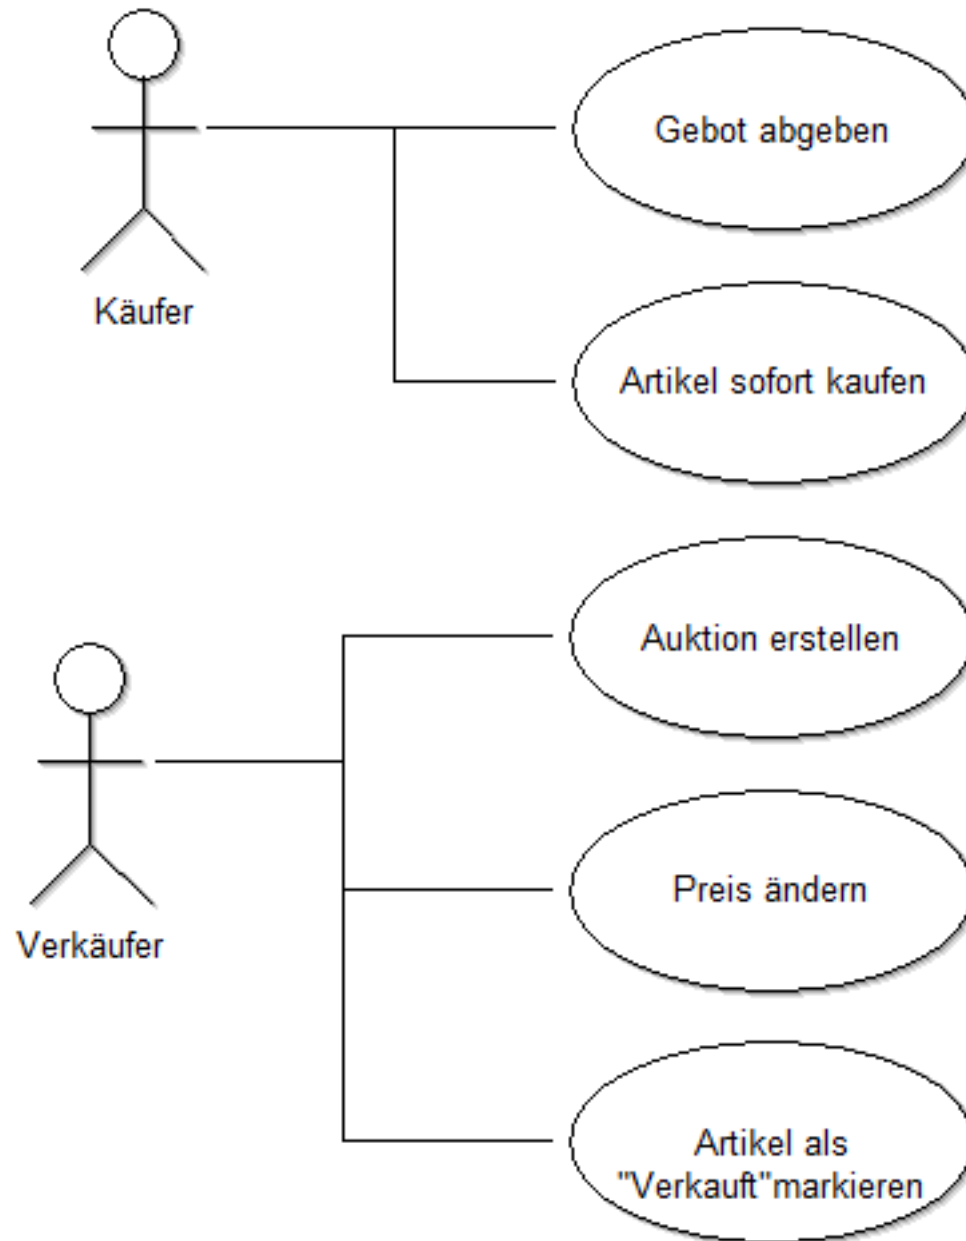 Gebot abgeben
Käufer
Artikel sofort kaufen
Auktion erstellen
Verkäufer
Preis ändern
Artikel als
"Verkauft"markieren